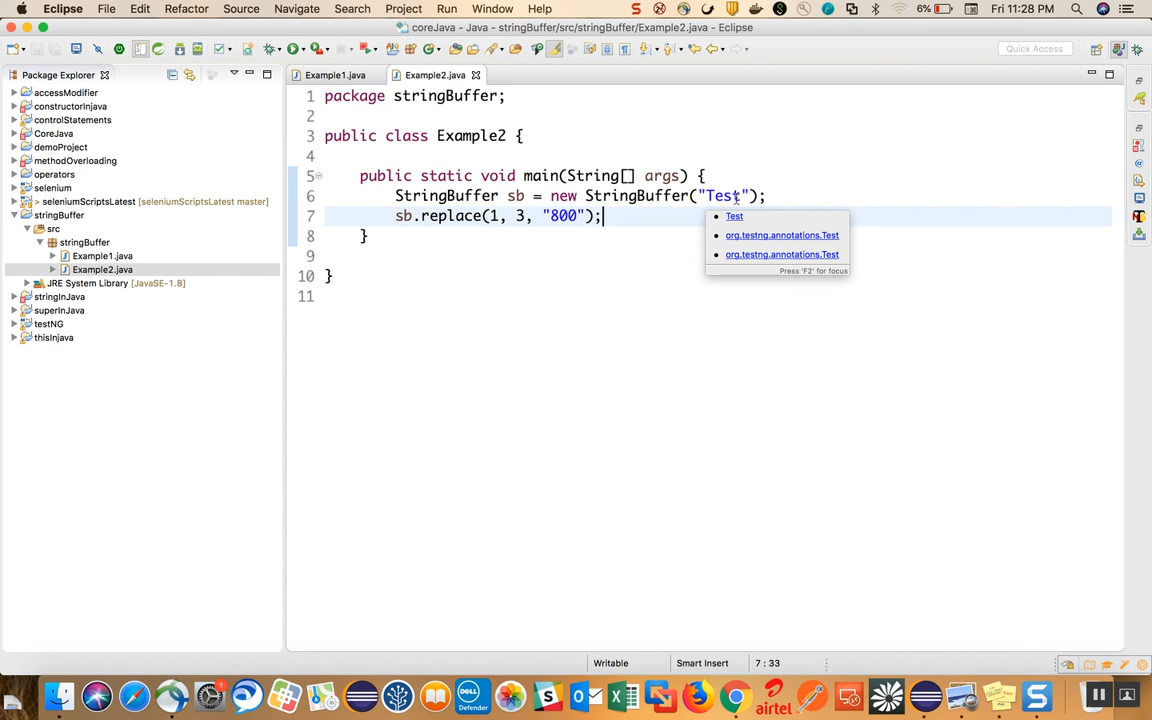 Eclipse File Edit Refactor Source Navigate Search Project Run Window Help 6% Fri 11:28 PM
coreJava - Java - stringBuffer/src/stringBuffer/Example2.java - Eclipse
Quick Access
Package Explorer
Example1.java
Example2.java
accessModifier
constructorInjava
controlStatements
CoreJava
demoProject
methodOverloading
operators
selenium
> seleniumScriptsLatest [seleniumScriptsLatest master]
stringBuffer
src
stringBuffer
Example1.java
Example2.java
JRE System Library [JavaSE-1.8]
stringInJava
superInJava
testNG
thisInjava
1 package stringBuffer;
2
3 public class Example2 {
4
5 public static void main(String[] args) {
6 StringBuffer sb = new StringBuffer("Test");
7 sb.replace(1, 3, "800");
8 }
9
10 }
11
Test
org.testng.annotations.Test
org.testng.annotations.Test
Press 'F2' for focus
Writable
Smart Insert
7 : 33
DELL
Defender
airtel